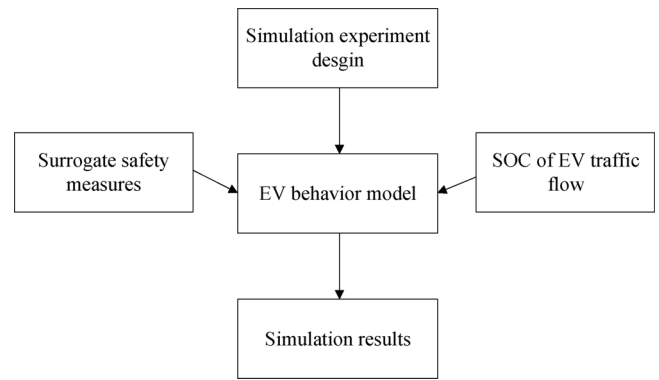 Simulation experiment
desgin
Surrogate safety
measures
EV behavior model
SOC of EV traffic
flow
Simulation results